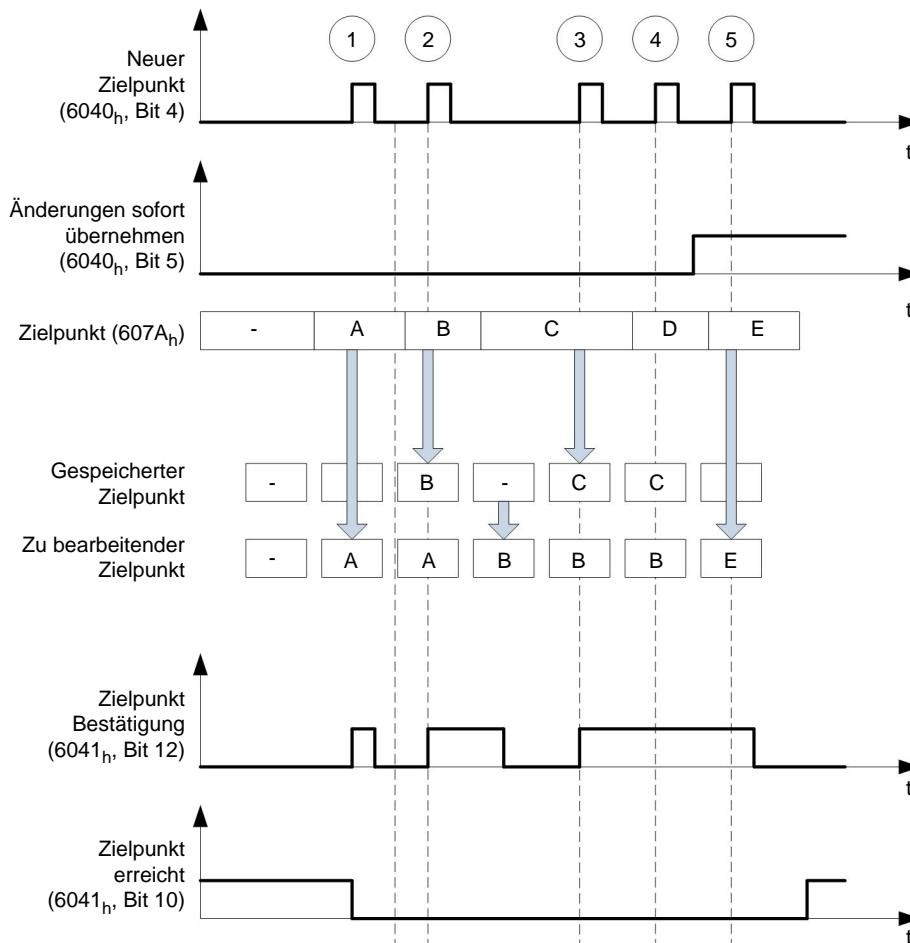 1 2 3 4 5
Neuer
Zielpunkt
(6040h, Bit 4)
t
Änderungen sofort
übernehmen
(6040h, Bit 5)
t
Zielpunkt (607Ah) - A B C D E
Gespeicherter
Zielpunkt
- B - C C
Zu bearbeitender
Zielpunkt
- A A B B B E
Zielpunkt
Bestätigung
(6041h, Bit 12)
t
Zielpunkt
erreicht
(6041h, Bit 10)
t